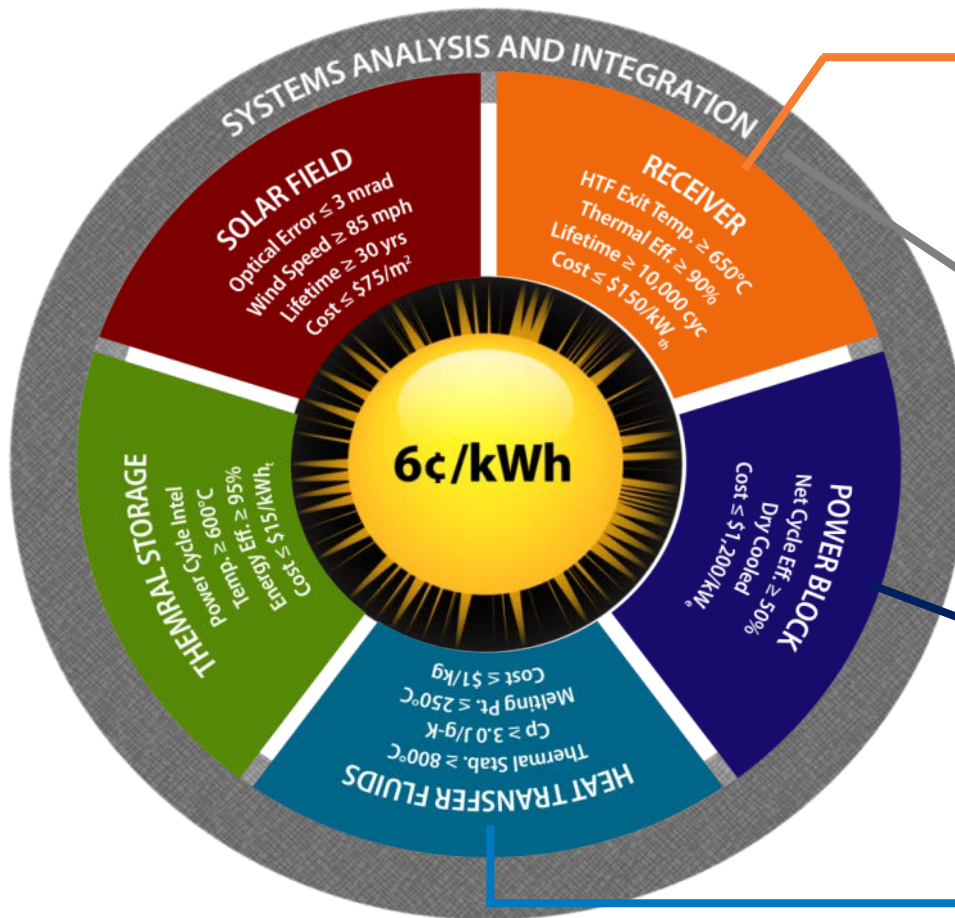 SYSTEMS ANALYSIS AND INTEGRATION
SOLAR FIELD
Optical Error ≤ 3 mrad
Wind Speed ≥ 85 mph
Lifetime ≥ 30 yrs
Cost ≤ $75/m²
RECEIVER
HTF Exit Temp. ≥ 650°C
Thermal Eff. ≥ 90%
Lifetime ≥ 10,000 cyc
Cost ≤ $150/kWth
POWER BLOCK
Net Cycle Eff. ≥ 50%
Dry Cooled
Cost ≤ $1,200/kWe
HEAT TRANSFER FLUIDS
Thermal Stab. ≥ 800°C
Cp ≥ 3.0 J/g-K
Melting Pt. ≤ 250°C
Cost ≤ $1/kg
THEMRAL STORAGE
Power Cycle Intel
Temp. ≥ 600°C
Energy Eff. ≥ 95%
Cost ≤ $15/kWht
6¢/kWh